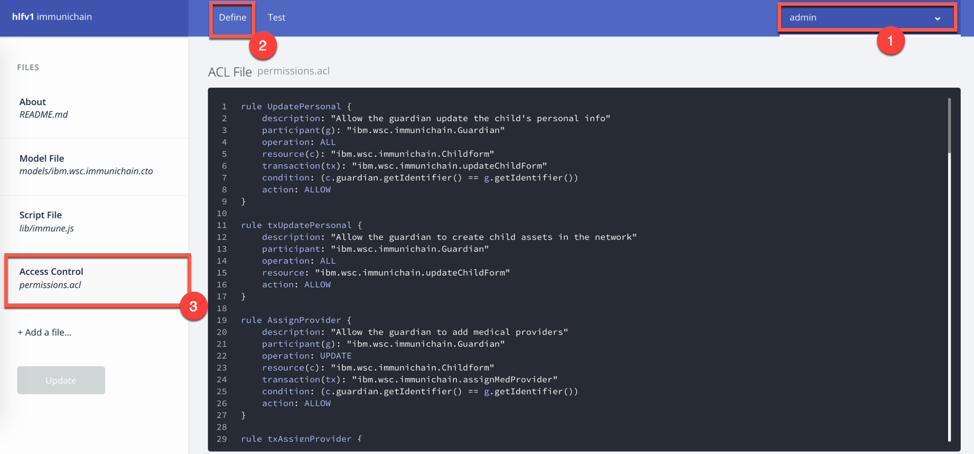 hlfv1 immunichain
Define
Test
admin
1
2
FILES
About
README.md
Model File
models/ibm.wsc.immunichain.cto
Script File
lib/immune.js
Access Control
permissions.acl
3
+ Add a file...
Update
ACL File permissions.acl
1 rule UpdatePersonal {
2 description: "Allow the guardian update the child's personal info"
3 participant(g): "ibm.wsc.immunichain.Guardian"
4 operation: ALL
5 resource(c): "ibm.wsc.immunichain.Childform"
6 transaction(tx): "ibm.wsc.immunichain.updateChildForm"
7 condition: (c.guardian.getIdentifier() == g.getIdentifier())
8 action: ALLOW
9 }
10
11 rule txUpdatePersonal {
12 description: "Allow the guardian to create child assets in the network"
13 participant: "ibm.wsc.immunichain.Guardian"
14 operation: ALL
15 resource: "ibm.wsc.immunichain.updateChildForm"
16 action: ALLOW
17 }
18
19 rule AssignProvider {
20 description: "Allow the guardian to add medical providers"
21 participant(g): "ibm.wsc.immunichain.Guardian"
22 operation: UPDATE
23 resource(c): "ibm.wsc.immunichain.Childform"
24 transaction(tx): "ibm.wsc.immunichain.assignMedProvider"
25 condition: (c.guardian.getIdentifier() == g.getIdentifier())
26 action: ALLOW
27 }
28
29 rule txAssignProvider {